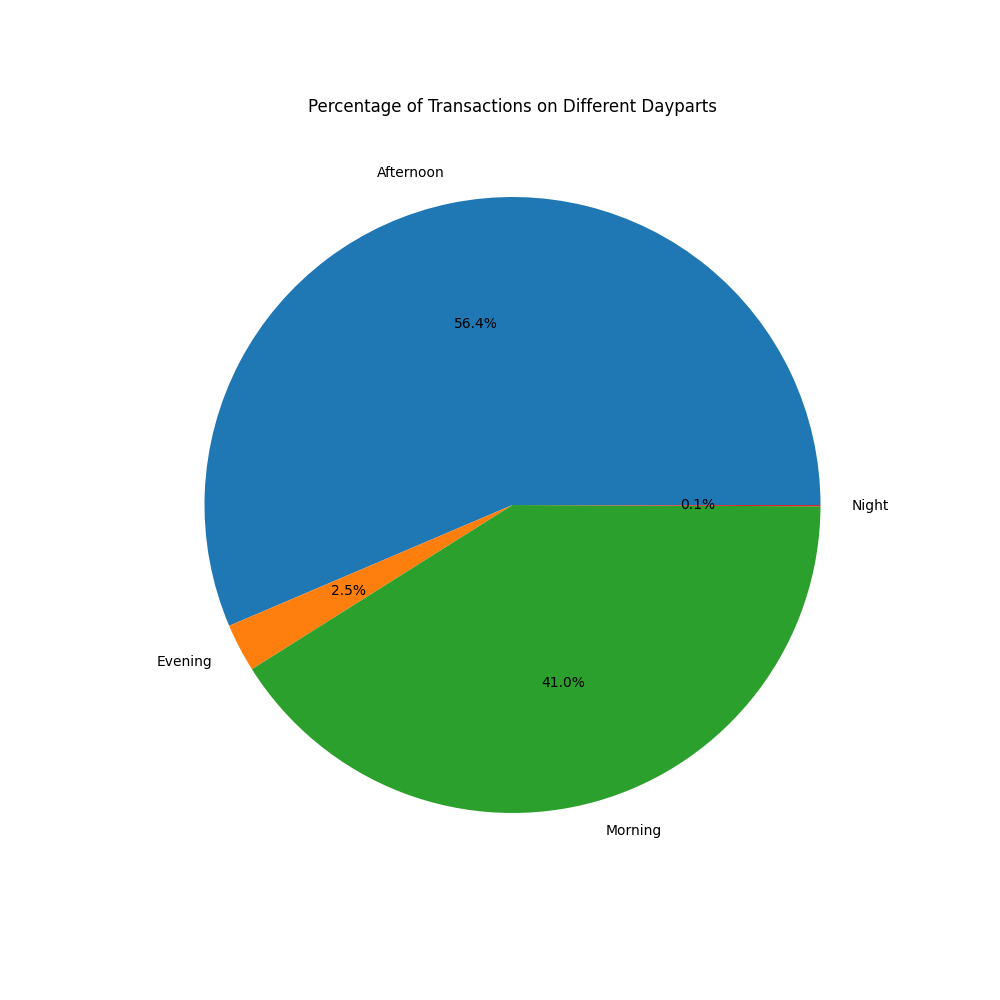 Percentage of Transactions on Different Dayparts
Afternoon
56.4%
0.1%
Night
2.5%
Evening
41.0%
Morning